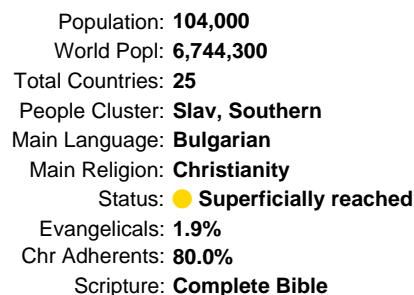 Population: 104,000
World Popl: 6,744,300
Total Countries: 25
People Cluster: Slav, Southern
Main Language: Bulgarian
Main Religion: Christianity
Status: Superficially reached
Evangelicals: 1.9%
Chr Adherents: 80.0%
Scripture: Complete Bible